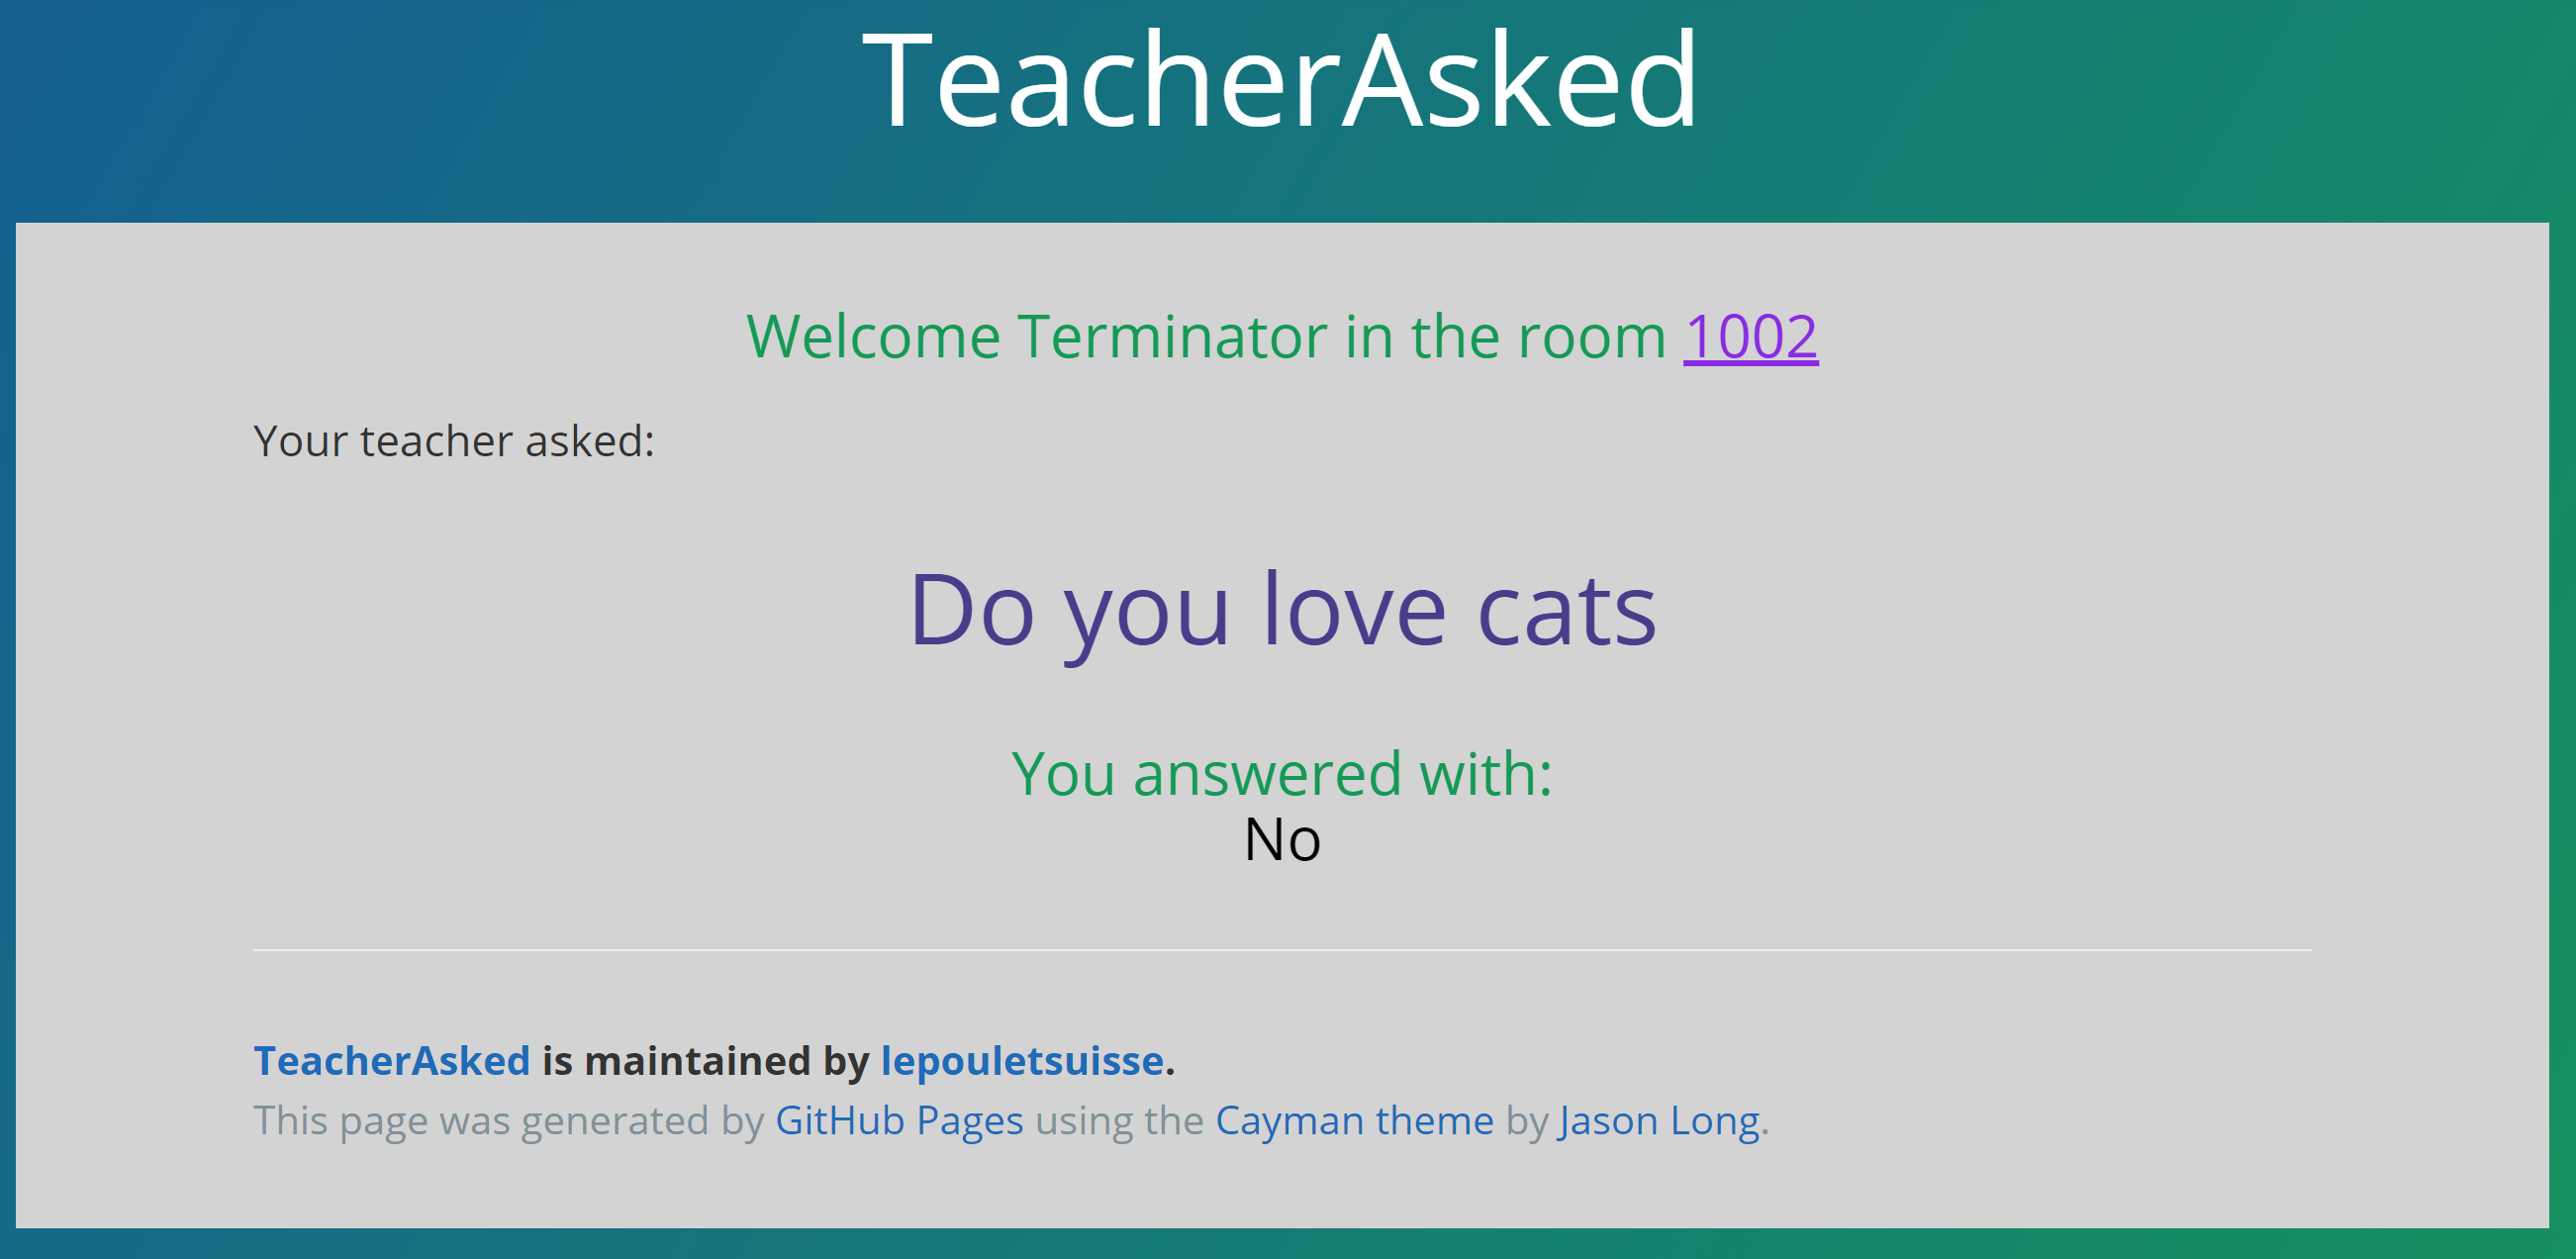 TeacherAsked
Welcome Terminator in the room 1002
Your teacher asked:
Do you love cats
You answered with:
No
TeacherAsked is maintained by lepouletsuisse.
This page was generated by GitHub Pages using the Cayman theme by Jason Long.